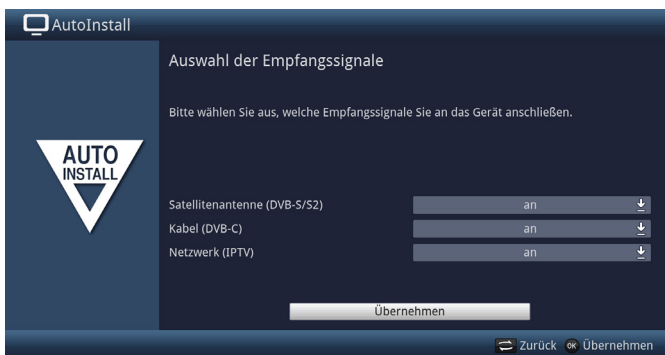 AutoInstall
Auswahl der Empfangssignale
Bitte wählen Sie aus, welche Empfangssignale Sie an das Gerät anschließen.
AUTO
INSTALL
Satellitenantenne (DVB-S/S2) an
Kabel (DVB-C) an
Netzwerk (IPTV) an
Übernehmen
Zurück OK Übernehmen